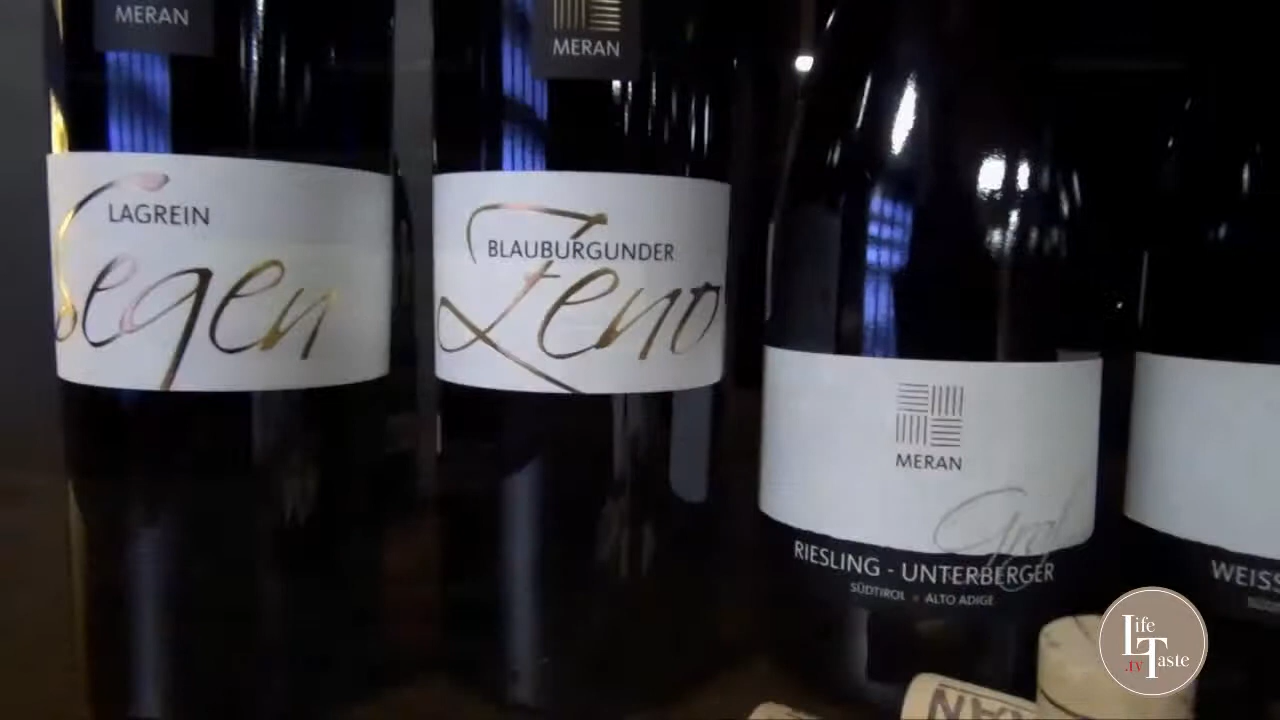 MERAN
LAGREIN
Segen
MERAN
BLAUBURGUNDER
Zeno
MERAN
Graf
RIESLING - UNTERBERGER
SÜDTIROL ALTO ADIGE
WEISS
Life
Taste
.TV